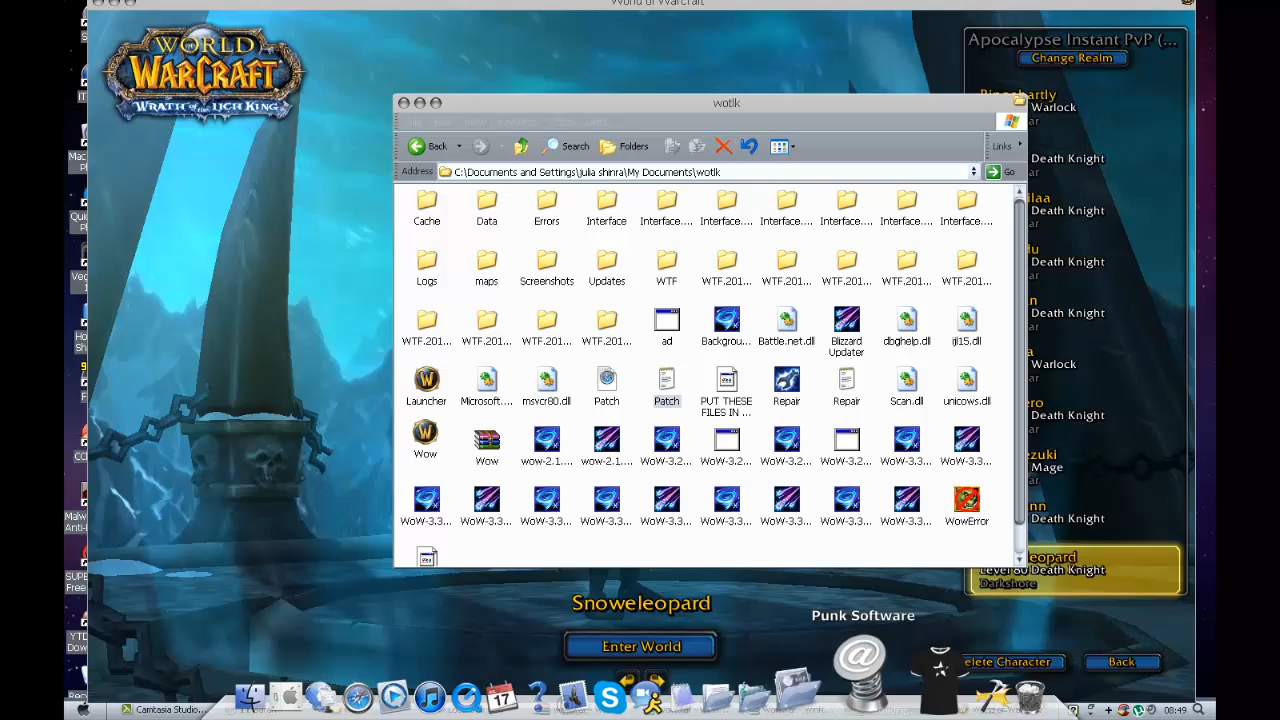 World of Warcraft
WORLD
WARCRAFT
WRATH OF THE LICH KING
Apocalypse Instant PvP (...
Change Realm
Warlock
Death Knight
Death Knight
Death Knight
Death Knight
Warlock
Death Knight
Mage
Death Knight
Level 80 Death Knight
Darkshore
wotlk
Back
Search
Folders
Links
Address
C:\Documents and Settings\julia shinra\My Documents\wotlk
Go
Cache
Data
Errors
Interface
Interface....
Interface....
Interface....
Interface....
Interface....
Interface....
Logs
maps
Screenshots
Updates
WTF
WTF.201...
WTF.201...
WTF.201...
WTF.201...
WTF.201...
WTF.201...
WTF.201...
WTF.201...
WTF.201...
ad
Backgrou...
Battle.net.dll
Blizzard
Updater
dbghelp.dll
ijl15.dll
Launcher
Microsoft....
msvcr80.dll
Patch
Patch
PUT THESE
FILES IN ...
Repair
Repair
Scan.dll
unicows.dll
Wow
Wow
wow-2.1....
wow-2.1....
WoW-3.2...
WoW-3.2...
WoW-3.2...
WoW-3.2...
WoW-3.3...
WoW-3.3...
WoW-3.3...
WoW-3.3...
WoW-3.3...
WoW-3.3...
WoW-3.3...
WoW-3.3...
WoW-3.3...
WoW-3.3...
WoW-3.3...
WowError
Snoweleopard
Enter World
Punk Software
elete Character
Back
17
Camtasia Studio...
08:49